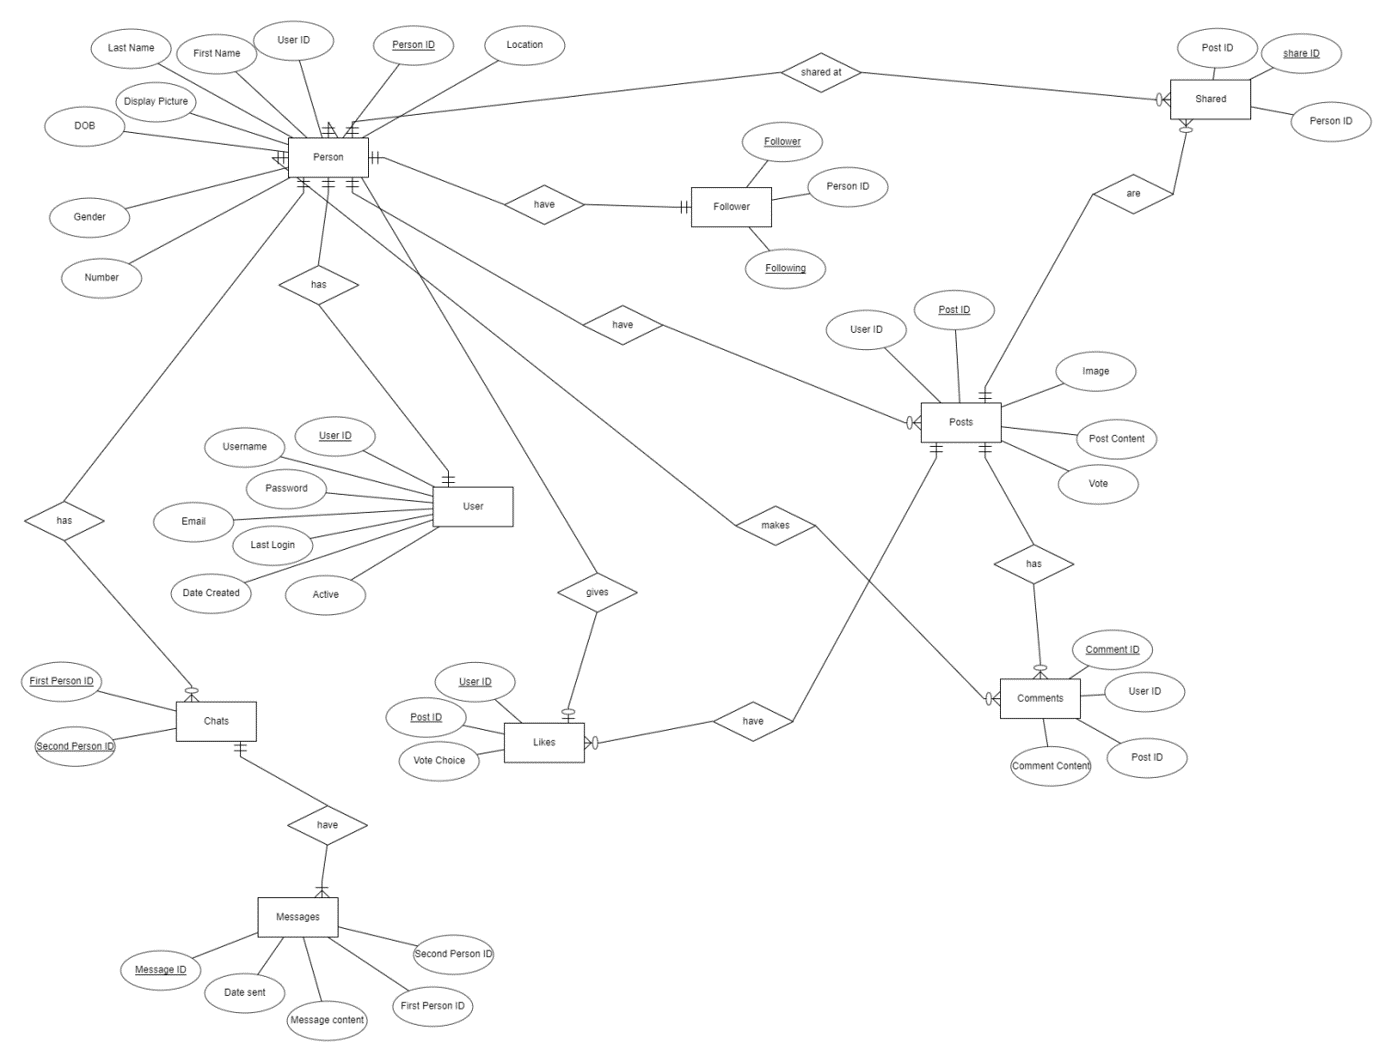 User ID
Last Name
First Name
Person ID
Location
Post ID
share ID
shared at
Display Picture
Shared
DOB
Person ID
Person
Follower
Person ID
are
Follower
have
Gender
Following
Number
has
Post ID
User ID
have
Image
Posts
User ID
Username
Post Content
Password
Vote
User
has
Email
makes
Last Login
has
Date Created
Active
gives
Comment ID
First Person ID
User ID
User ID
Comments
Post ID
Chats
have
Likes
Second Person ID
Vote Choice
Post ID
Comment Content
have
Messages
Second Person ID
Message ID
Date sent
First Person ID
Message content